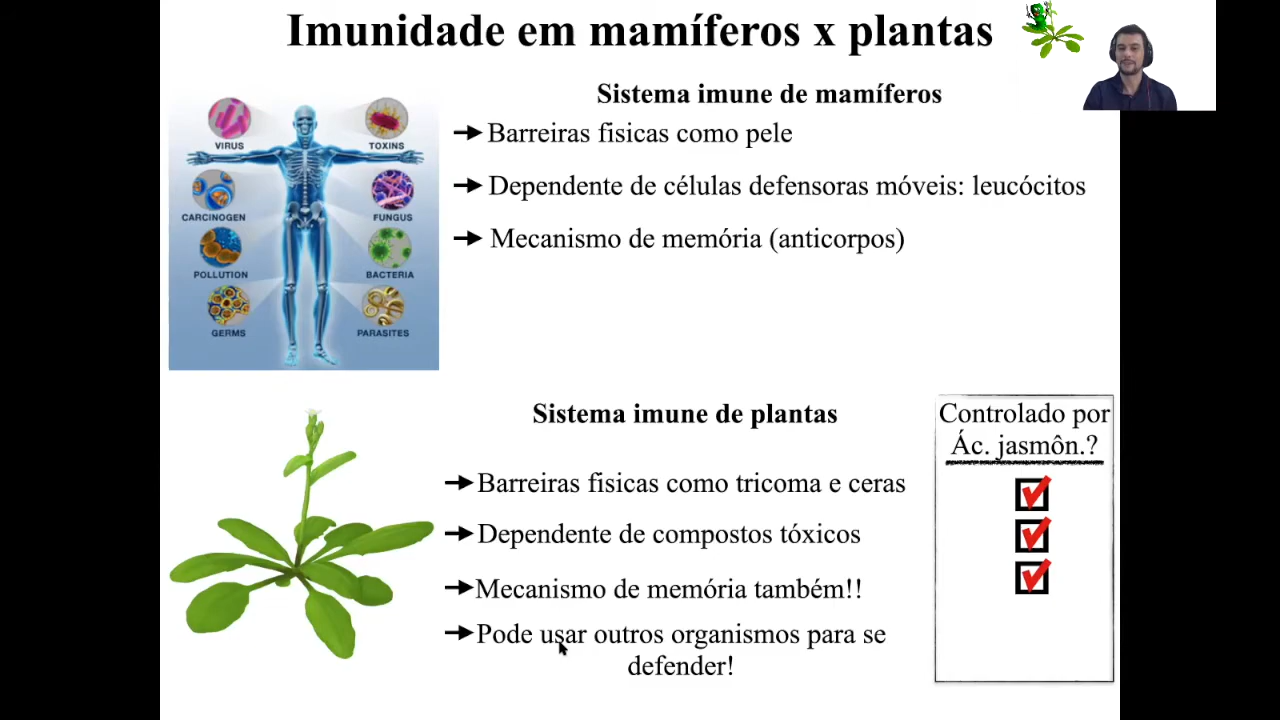 Imunidade em mamíferos x plantas
Sistema imune de mamíferos
Barreiras fisicas como pele
Dependente de células defensoras móveis: leucócitos
Mecanismo de memória (anticorpos)
VIRUS
TOXINS
CARCINOGEN
FUNGUS
POLLUTION
BACTERIA
GERMS
PARASITES
Sistema imune de plantas
Barreiras fisicas como tricoma e ceras
Dependente de compostos tóxicos
Mecanismo de memória também!!
Pode usar outros organismos para se
defender!
Controlado por
Ác. jasmôn.?